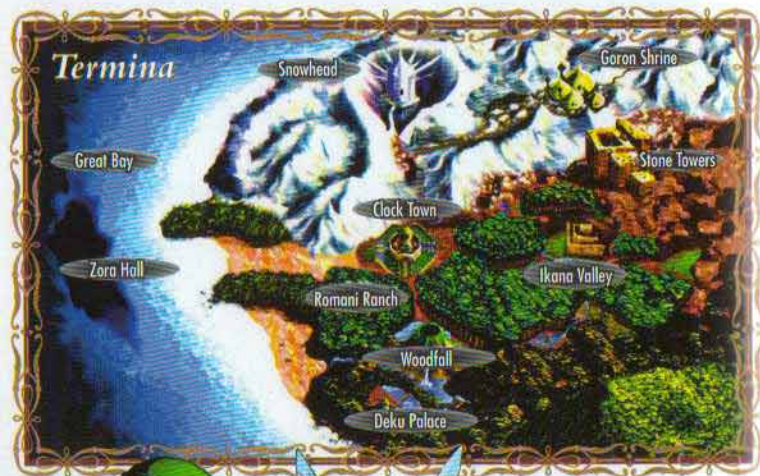 Termina
Snowhead
Goron Shrine
Great Bay
Stone Towers
Clock Town
Zora Hall
Ikana Valley
Romani Ranch
Woodfall
Deku Palace